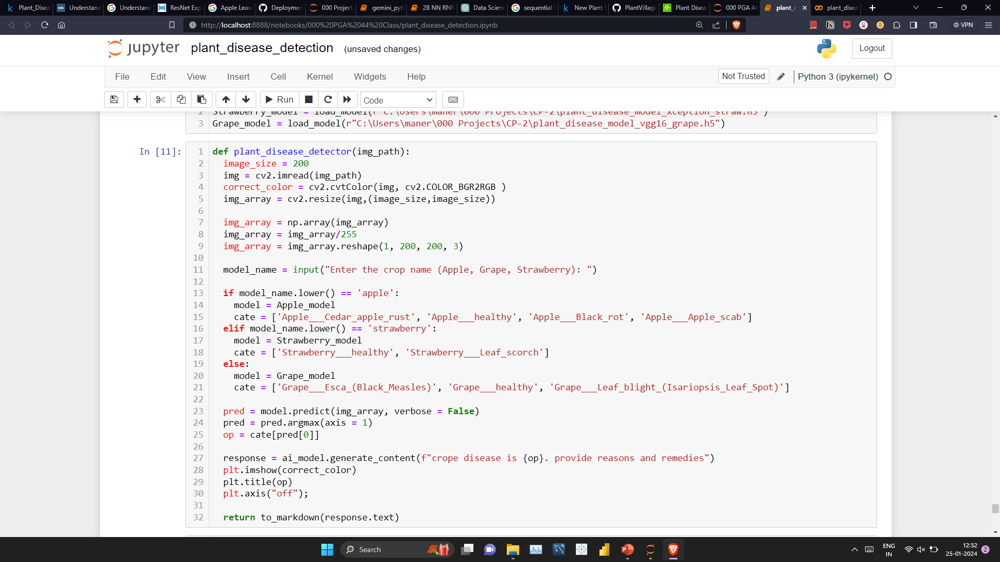 Plant_Disea
Understand
Understand
ResNet Exp
Apple Leav
Deploymen
000 Project
gemini_pyt
28 NN RNN
Data Scienc
sequential
New Plant
PlantVillage
Plant Disea
000 PGA 44
plant_
plant_disea
http://localhost:8888/notebooks/000%20PGA%2044%20Class/plant_disease_detection.ipynb
VPN
jupyter plant_disease_detection (unsaved changes)
Logout
File Edit View Insert Cell Kernel Widgets Help
Not Trusted Python 3 (ipykernel)
Run Code
2 Strawberry_model = load_model(r"C:\Users\maner\000 Projects\CP-2\plant_disease_model_xception_straw.h5")
3 Grape_model = load_model(r"C:\Users\maner\000 Projects\CP-2\plant_disease_model_vgg16_grape.h5")
In [11]:
1 def plant_disease_detector(img_path):
2 image_size = 200
3 img = cv2.imread(img_path)
4 correct_color = cv2.cvtColor(img, cv2.COLOR_BGR2RGB )
5 img_array = cv2.resize(img,(image_size,image_size))
6
7 img_array = np.array(img_array)
8 img_array = img_array/255
9 img_array = img_array.reshape(1, 200, 200, 3)
10
11 model_name = input("Enter the crop name (Apple, Grape, Strawberry): ")
12
13 if model_name.lower() == 'apple':
14 model = Apple_model
15 cate = ['Apple___Cedar_apple_rust', 'Apple___healthy', 'Apple___Black_rot', 'Apple___Apple_scab']
16 elif model_name.lower() == 'strawberry':
17 model = Strawberry_model
18 cate = ['Strawberry___healthy', 'Strawberry___Leaf_scorch']
19 else:
20 model = Grape_model
21 cate = ['Grape___Esca_(Black_Measles)', 'Grape___healthy', 'Grape___Leaf_blight_(Isariopsis_Leaf_Spot)']
22
23 pred = model.predict(img_array, verbose = False)
24 pred = pred.argmax(axis = 1)
25 op = cate[pred[0]]
26
27 response = ai_model.generate_content(f"crope disease is {op}. provide reasons and remedies")
28 plt.imshow(correct_color)
29 plt.title(op)
30 plt.axis("off");
31
32 return to_markdown(response.text)
Search
ENG
IN
12:32
25-01-2024
2